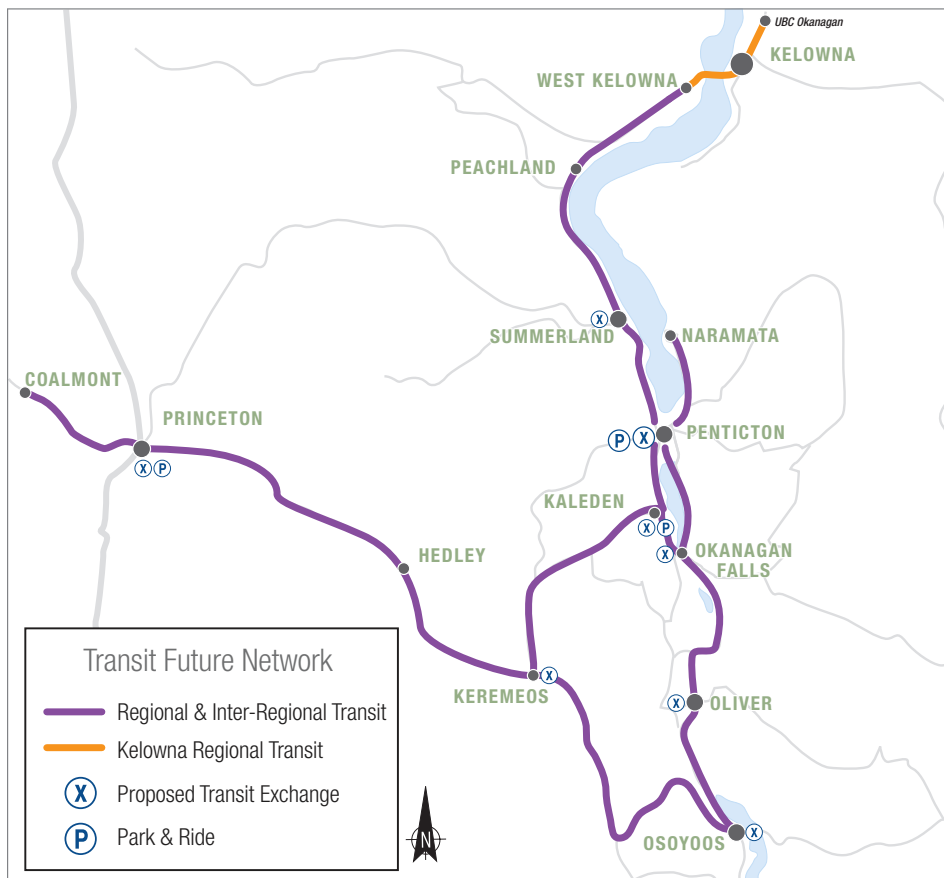 UBC Okanagan
KELOWNA
WEST KELOWNA
PEACHLAND
X
SUMMERLAND
NARAMATA
COALMONT
PRINCETON
X P
P X
PENTICTON
KALEDEN
X P
X
OKANAGAN
FALLS
HEDLEY
KEREMEOS
X
X
OLIVER
OSOYOOS
X
Transit Future Network
Regional & Inter-Regional Transit
Kelowna Regional Transit
X Proposed Transit Exchange
P Park & Ride
N